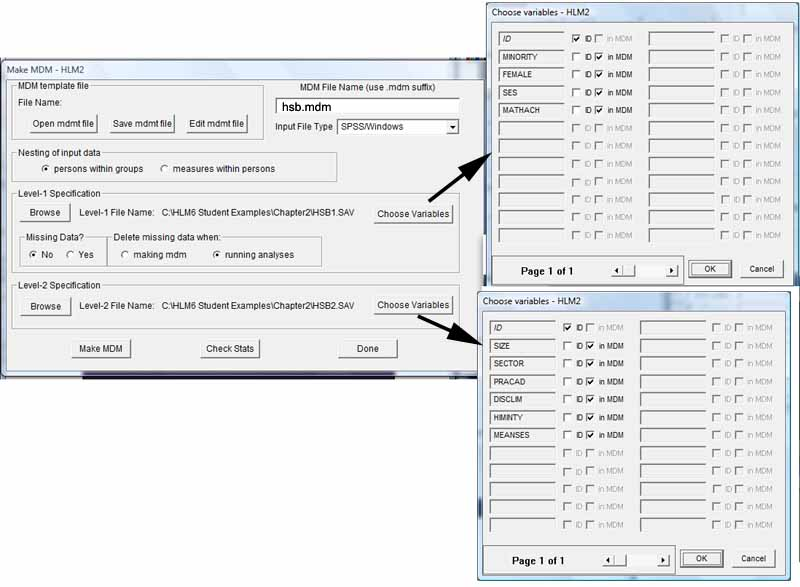 Make MDM - HLM2
MDM template file
File Name:
Open mdmt file Save mdmt file Edit mdmt file
MDM File Name (use .mdm suffix)
hsb.mdm
Input File Type SPSS/Windows
Nesting of input data
persons within groups measures within persons
Level-1 Specification
Browse Level-1 File Name: C:\HLM6 Student Examples\Chapter2\HSB1.SAV Choose Variables
Missing Data? Delete missing data when:
No Yes making mdm running analyses
Level-2 Specification
Browse Level-2 File Name: C:\HLM6 Student Examples\Chapter2\HSB2.SAV Choose Variables
Make MDM Check Stats Done
Choose variables - HLM2
ID ID in MDM ID in MDM
MINORITY ID in MDM ID in MDM
FEMALE ID in MDM ID in MDM
SES ID in MDM ID in MDM
MATHACH ID in MDM ID in MDM
ID in MDM ID in MDM
ID in MDM ID in MDM
ID in MDM ID in MDM
ID in MDM ID in MDM
ID in MDM ID in MDM
ID in MDM ID in MDM
ID in MDM ID in MDM
Page 1 of 1 OK Cancel
Choose variables - HLM2
ID ID in MDM ID in MDM
SIZE ID in MDM ID in MDM
SECTOR ID in MDM ID in MDM
PRACAD ID in MDM ID in MDM
DISCLIM ID in MDM ID in MDM
HIMINTY ID in MDM ID in MDM
MEANSES ID in MDM ID in MDM
ID in MDM ID in MDM
ID in MDM ID in MDM
ID in MDM ID in MDM
ID in MDM ID in MDM
ID in MDM ID in MDM
Page 1 of 1 OK Cancel